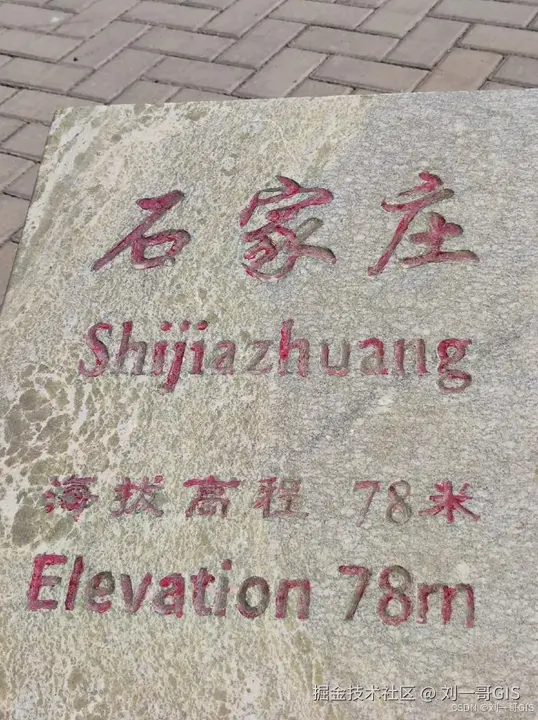 石家庄
Shijiazhuang
海拔高程 78米
Elevation 78m
掘金技术社区 @ 刘一哥GIS
CSDN @刘一哥GIS